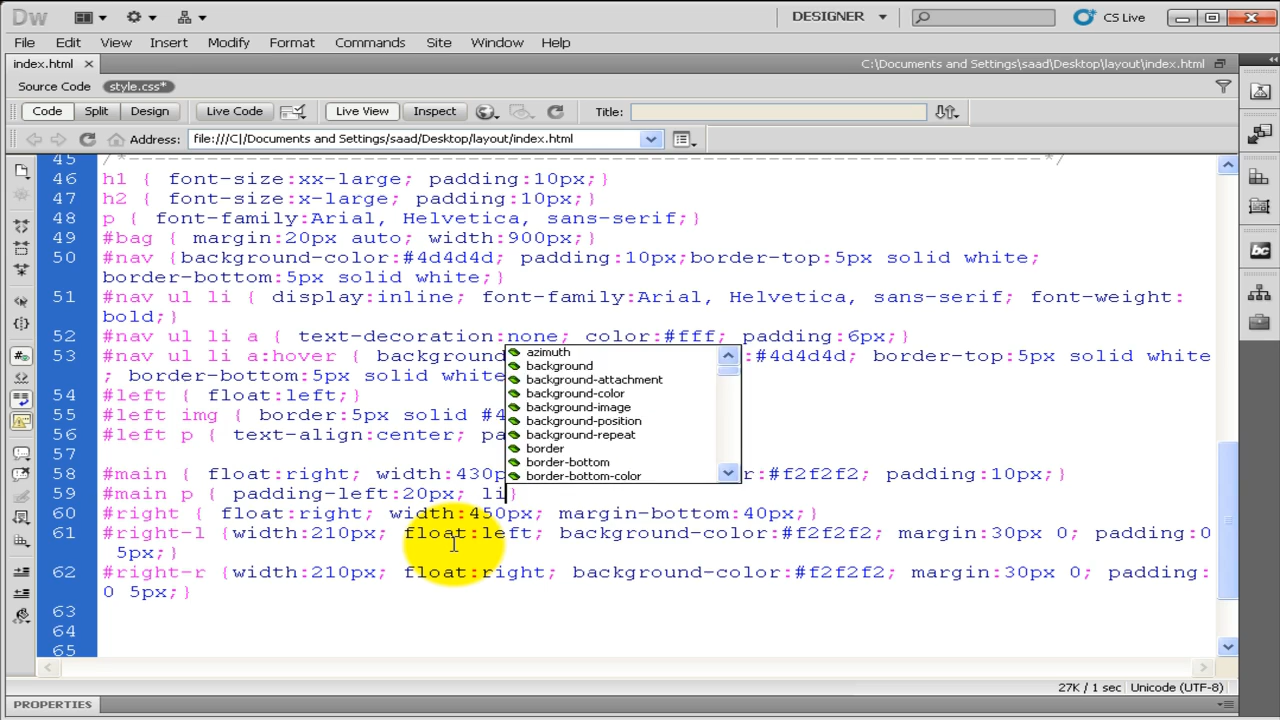 Dw DESIGNER CS Live
File Edit View Insert Modify Format Commands Site Window Help
index.html C:\Documents and Settings\saad\Desktop\layout\index.html
Source Code style.css*
Code Split Design Live Code Live View Inspect Title:
Address: file:///C|/Documents and Settings/saad/Desktop/layout/index.html
45 /*----------------------------------------------------------------------*/
46 h1 { font-size:xx-large; padding:10px;}
47 h2 { font-size:x-large; padding:10px;}
48 p { font-family:Arial, Helvetica, sans-serif;}
49 #bag { margin:20px auto; width:900px;}
50 #nav {background-color:#4d4d4d; padding:10px;border-top:5px solid white;
border-bottom:5px solid white;}
51 #nav ul li { display:inline; font-family:Arial, Helvetica, sans-serif; font-weight:
bold;}
52 #nav ul li a { text-decoration:none; color:#fff; padding:6px;}
53 #nav ul li a:hover { background :#4d4d4d; border-top:5px solid white
; border-bottom:5px solid white
54 #left { float:left;}
55 #left img { border:5px solid #4
56 #left p { text-align:center; pa
57
58 #main { float:right; width:430p r:#f2f2f2; padding:10px;}
59 #main p { padding-left:20px; li}
60 #right { float:right; width:450px; margin-bottom:40px;}
61 #right-l {width:210px; float:left; background-color:#f2f2f2; margin:30px 0; padding:0
5px;}
62 #right-r {width:210px; float:right; background-color:#f2f2f2; margin:30px 0; padding:
0 5px;}
63
64
65
azimuth
background
background-attachment
background-color
background-image
background-position
background-repeat
border
border-bottom
border-bottom-color
bc
27K / 1 sec Unicode (UTF-8)
PROPERTIES